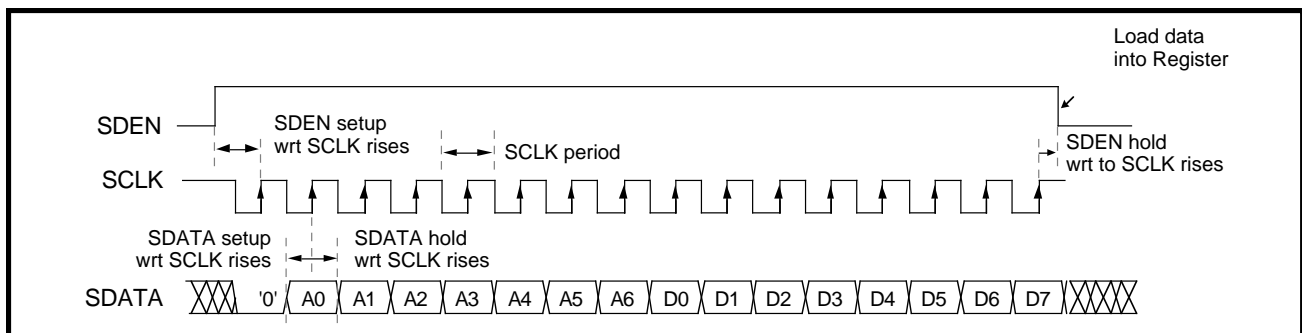 Load data
into Register
SDEN
SDEN setup
wrt SCLK rises
SCLK period
SDEN hold
wrt to SCLK rises
SCLK
SDATA setup
wrt SCLK rises
SDATA hold
wrt SCLK rises
SDATA '0' A0 A1 A2 A3 A4 A5 A6 D0 D1 D2 D3 D4 D5 D6 D7